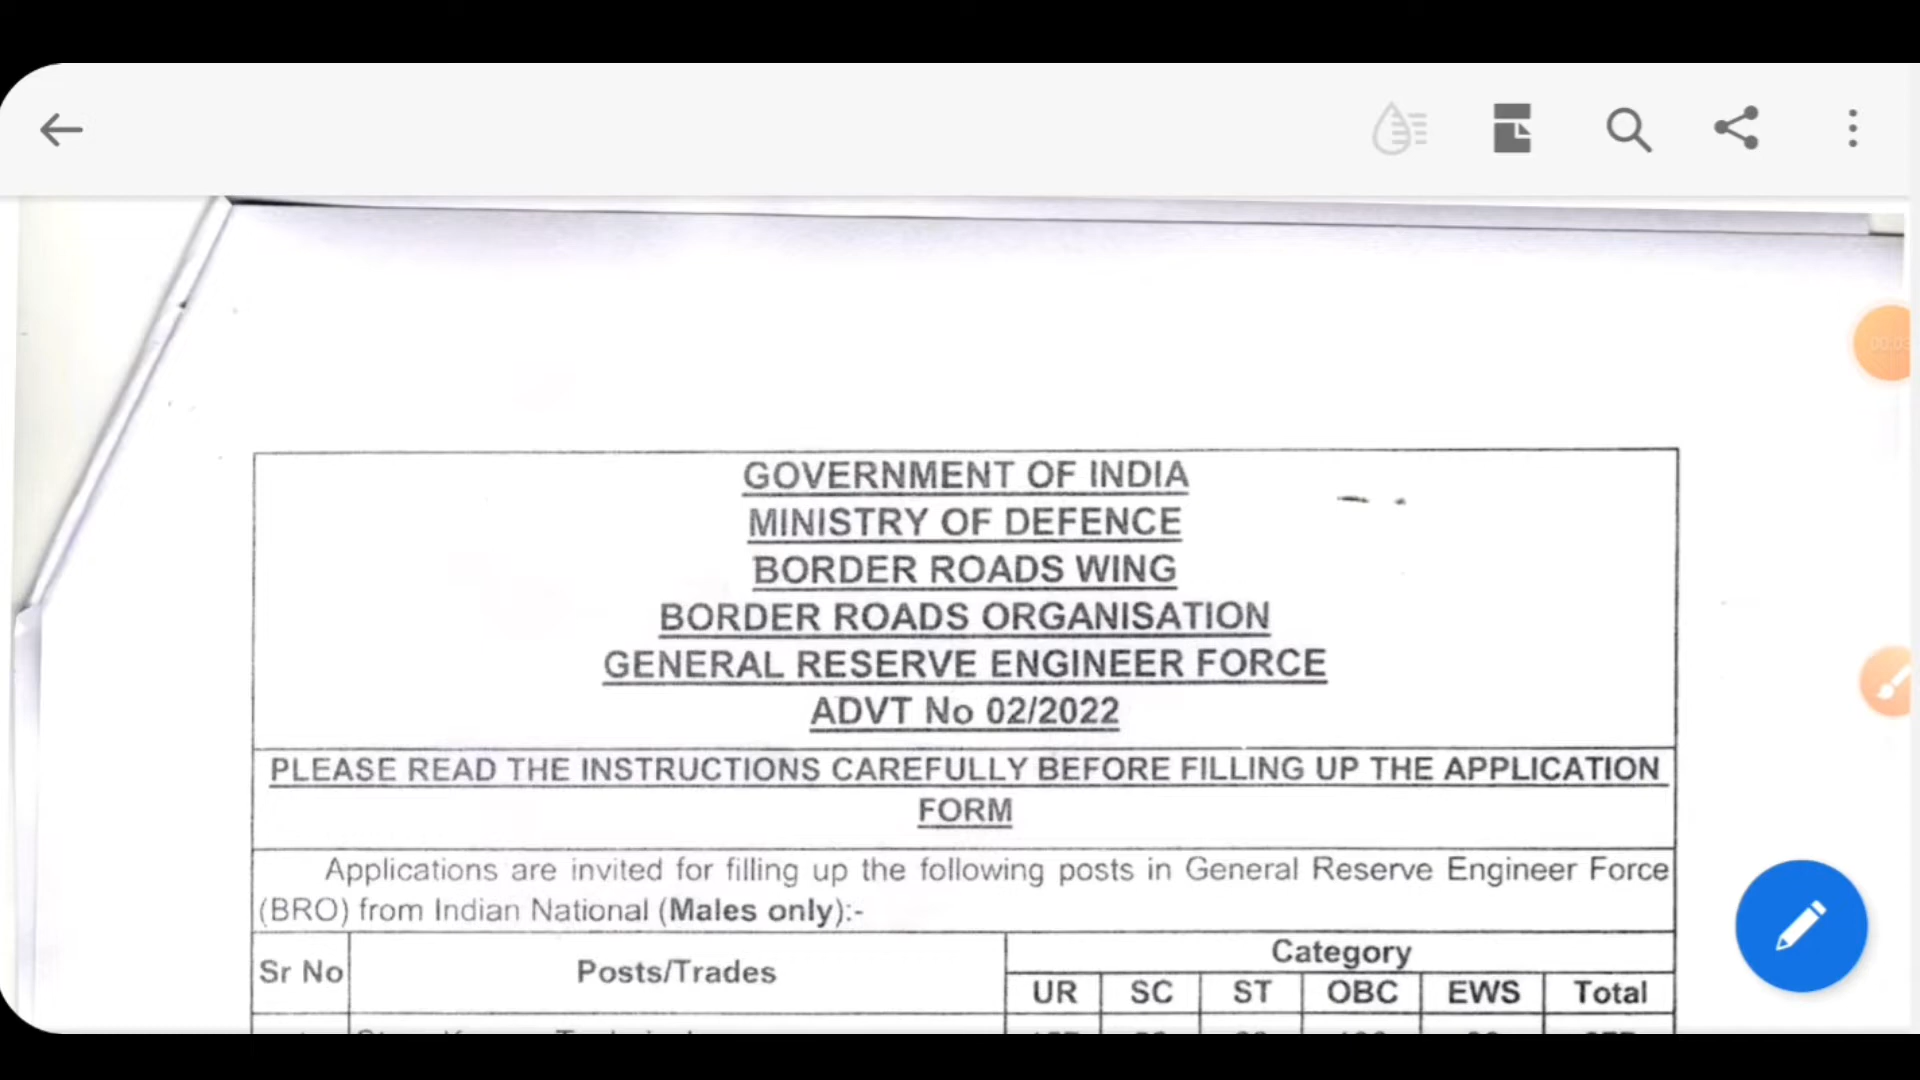 GOVERNMENT OF INDIA
MINISTRY OF DEFENCE
BORDER ROADS WING
BORDER ROADS ORGANISATION
GENERAL RESERVE ENGINEER FORCE
ADVT No 02/2022
PLEASE READ THE INSTRUCTIONS CAREFULLY BEFORE FILLING UP THE APPLICATION
FORM
Applications are invited for filling up the following posts in General Reserve Engineer Force
(BRO) from Indian National (Males only):-
Sr No Posts/Trades Category
UR SC ST OBC EWS Total